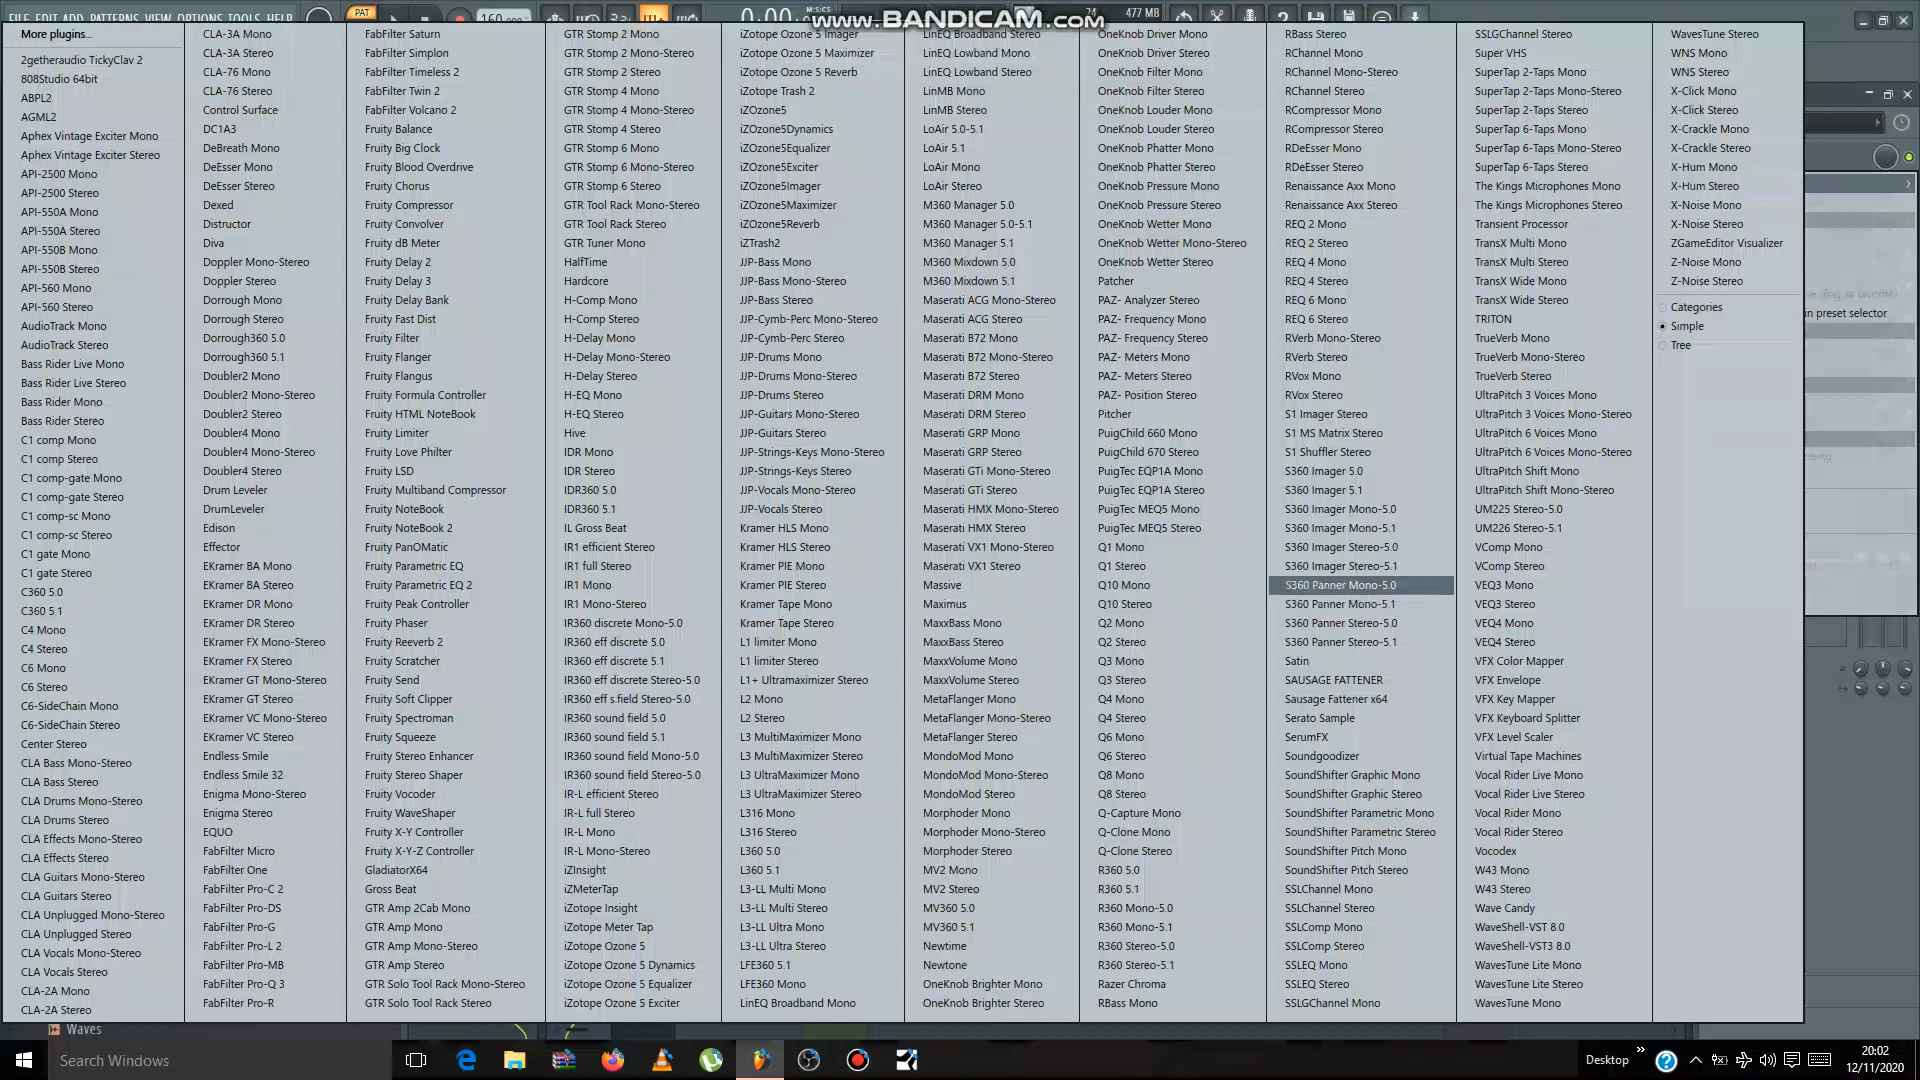 FILE EDIT ADD PATTERNS VIEW OPTIONS TOOLS HELP
PAT
160
0:00
M:S:CS
www.BANDICAM.com
24
477 MB
More plugins...
2getheraudio TickyClav 2
808Studio 64bit
ABPL2
AGML2
Aphex Vintage Exciter Mono
Aphex Vintage Exciter Stereo
API-2500 Mono
API-2500 Stereo
API-550A Mono
API-550A Stereo
API-550B Mono
API-550B Stereo
API-560 Mono
API-560 Stereo
AudioTrack Mono
AudioTrack Stereo
Bass Rider Live Mono
Bass Rider Live Stereo
Bass Rider Mono
Bass Rider Stereo
C1 comp Mono
C1 comp Stereo
C1 comp-gate Mono
C1 comp-gate Stereo
C1 comp-sc Mono
C1 comp-sc Stereo
C1 gate Mono
C1 gate Stereo
C360 5.0
C360 5.1
C4 Mono
C4 Stereo
C6 Mono
C6 Stereo
C6-SideChain Mono
C6-SideChain Stereo
Center Stereo
CLA Bass Mono-Stereo
CLA Bass Stereo
CLA Drums Mono-Stereo
CLA Drums Stereo
CLA Effects Mono-Stereo
CLA Effects Stereo
CLA Guitars Mono-Stereo
CLA Guitars Stereo
CLA Unplugged Mono-Stereo
CLA Unplugged Stereo
CLA Vocals Mono-Stereo
CLA Vocals Stereo
CLA-2A Mono
CLA-2A Stereo
CLA-3A Mono
CLA-3A Stereo
CLA-76 Mono
CLA-76 Stereo
Control Surface
DC1A3
DeBreath Mono
DeEsser Mono
DeEsser Stereo
Dexed
Distructor
Diva
Doppler Mono-Stereo
Doppler Stereo
Dorrough Mono
Dorrough Stereo
Dorrough360 5.0
Dorrough360 5.1
Doubler2 Mono
Doubler2 Mono-Stereo
Doubler2 Stereo
Doubler4 Mono
Doubler4 Mono-Stereo
Doubler4 Stereo
Drum Leveler
DrumLeveler
Edison
Effector
EKramer BA Mono
EKramer BA Stereo
EKramer DR Mono
EKramer DR Stereo
EKramer FX Mono-Stereo
EKramer FX Stereo
EKramer GT Mono-Stereo
EKramer GT Stereo
EKramer VC Mono-Stereo
EKramer VC Stereo
Endless Smile
Endless Smile 32
Enigma Mono-Stereo
Enigma Stereo
EQUO
FabFilter Micro
FabFilter One
FabFilter Pro-C 2
FabFilter Pro-DS
FabFilter Pro-G
FabFilter Pro-L 2
FabFilter Pro-MB
FabFilter Pro-Q 3
FabFilter Pro-R
FabFilter Saturn
FabFilter Simplon
FabFilter Timeless 2
FabFilter Twin 2
FabFilter Volcano 2
Fruity Balance
Fruity Big Clock
Fruity Blood Overdrive
Fruity Chorus
Fruity Compressor
Fruity Convolver
Fruity dB Meter
Fruity Delay 2
Fruity Delay 3
Fruity Delay Bank
Fruity Fast Dist
Fruity Filter
Fruity Flanger
Fruity Flangus
Fruity Formula Controller
Fruity HTML NoteBook
Fruity Limiter
Fruity Love Philter
Fruity LSD
Fruity Multiband Compressor
Fruity NoteBook
Fruity NoteBook 2
Fruity PanOMatic
Fruity Parametric EQ
Fruity Parametric EQ 2
Fruity Peak Controller
Fruity Phaser
Fruity Reeverb 2
Fruity Scratcher
Fruity Send
Fruity Soft Clipper
Fruity Spectroman
Fruity Squeeze
Fruity Stereo Enhancer
Fruity Stereo Shaper
Fruity Vocoder
Fruity WaveShaper
Fruity X-Y Controller
Fruity X-Y-Z Controller
GladiatorX64
Gross Beat
GTR Amp 2Cab Mono
GTR Amp Mono
GTR Amp Mono-Stereo
GTR Amp Stereo
GTR Solo Tool Rack Mono-Stereo
GTR Solo Tool Rack Stereo
GTR Stomp 2 Mono
GTR Stomp 2 Mono-Stereo
GTR Stomp 2 Stereo
GTR Stomp 4 Mono
GTR Stomp 4 Mono-Stereo
GTR Stomp 4 Stereo
GTR Stomp 6 Mono
GTR Stomp 6 Mono-Stereo
GTR Stomp 6 Stereo
GTR Tool Rack Mono-Stereo
GTR Tool Rack Stereo
GTR Tuner Mono
HalfTime
Hardcore
H-Comp Mono
H-Comp Stereo
H-Delay Mono
H-Delay Mono-Stereo
H-Delay Stereo
H-EQ Mono
H-EQ Stereo
Hive
IDR Mono
IDR Stereo
IDR360 5.0
IDR360 5.1
IL Gross Beat
IR1 efficient Stereo
IR1 full Stereo
IR1 Mono
IR1 Mono-Stereo
IR360 discrete Mono-5.0
IR360 eff discrete 5.0
IR360 eff discrete 5.1
IR360 eff discrete Stereo-5.0
IR360 eff s.field Stereo-5.0
IR360 sound field 5.0
IR360 sound field 5.1
IR360 sound field Mono-5.0
IR360 sound field Stereo-5.0
IR-L efficient Stereo
IR-L full Stereo
IR-L Mono
IR-L Mono-Stereo
iZInsight
iZMeterTap
iZotope Insight
iZotope Meter Tap
iZotope Ozone 5
iZotope Ozone 5 Dynamics
iZotope Ozone 5 Equalizer
iZotope Ozone 5 Exciter
iZotope Ozone 5 Imager
iZotope Ozone 5 Maximizer
iZotope Ozone 5 Reverb
iZotope Trash 2
iZOzone5
iZOzone5Dynamics
iZOzone5Equalizer
iZOzone5Exciter
iZOzone5Imager
iZOzone5Maximizer
iZOzone5Reverb
iZTrash2
JJP-Bass Mono
JJP-Bass Mono-Stereo
JJP-Bass Stereo
JJP-Cymb-Perc Mono-Stereo
JJP-Cymb-Perc Stereo
JJP-Drums Mono
JJP-Drums Mono-Stereo
JJP-Drums Stereo
JJP-Guitars Mono-Stereo
JJP-Guitars Stereo
JJP-Strings-Keys Mono-Stereo
JJP-Strings-Keys Stereo
JJP-Vocals Mono-Stereo
JJP-Vocals Stereo
Kramer HLS Mono
Kramer HLS Stereo
Kramer PIE Mono
Kramer PIE Stereo
Kramer Tape Mono
Kramer Tape Stereo
L1 limiter Mono
L1 limiter Stereo
L1+ Ultramaximizer Stereo
L2 Mono
L2 Stereo
L3 MultiMaximizer Mono
L3 MultiMaximizer Stereo
L3 UltraMaximizer Mono
L3 UltraMaximizer Stereo
L316 Mono
L316 Stereo
L360 5.0
L360 5.1
L3-LL Multi Mono
L3-LL Multi Stereo
L3-LL Ultra Mono
L3-LL Ultra Stereo
LFE360 5.1
LFE360 Mono
LinEQ Broadband Mono
LinEQ Broadband Stereo
LinEQ Lowband Mono
LinEQ Lowband Stereo
LinMB Mono
LinMB Stereo
LoAir 5.0-5.1
LoAir 5.1
LoAir Mono
LoAir Stereo
M360 Manager 5.0
M360 Manager 5.0-5.1
M360 Manager 5.1
M360 Mixdown 5.0
M360 Mixdown 5.1
Maserati ACG Mono-Stereo
Maserati ACG Stereo
Maserati B72 Mono
Maserati B72 Mono-Stereo
Maserati B72 Stereo
Maserati DRM Mono
Maserati DRM Stereo
Maserati GRP Mono
Maserati GRP Stereo
Maserati GTi Mono-Stereo
Maserati GTi Stereo
Maserati HMX Mono-Stereo
Maserati HMX Stereo
Maserati VX1 Mono-Stereo
Maserati VX1 Stereo
Massive
Maximus
MaxxBass Mono
MaxxBass Stereo
MaxxVolume Mono
MaxxVolume Stereo
MetaFlanger Mono
MetaFlanger Mono-Stereo
MetaFlanger Stereo
MondoMod Mono
MondoMod Mono-Stereo
MondoMod Stereo
Morphoder Mono
Morphoder Mono-Stereo
Morphoder Stereo
MV2 Mono
MV2 Stereo
MV360 5.0
MV360 5.1
Newtime
Newtone
OneKnob Brighter Mono
OneKnob Brighter Stereo
OneKnob Driver Mono
OneKnob Driver Stereo
OneKnob Filter Mono
OneKnob Filter Stereo
OneKnob Louder Mono
OneKnob Louder Stereo
OneKnob Phatter Mono
OneKnob Phatter Stereo
OneKnob Pressure Mono
OneKnob Pressure Stereo
OneKnob Wetter Mono
OneKnob Wetter Mono-Stereo
OneKnob Wetter Stereo
Patcher
PAZ- Analyzer Stereo
PAZ- Frequency Mono
PAZ- Frequency Stereo
PAZ- Meters Mono
PAZ- Meters Stereo
PAZ- Position Stereo
Pitcher
PuigChild 660 Mono
PuigChild 670 Stereo
PuigTec EQP1A Mono
PuigTec EQP1A Stereo
PuigTec MEQ5 Mono
PuigTec MEQ5 Stereo
Q1 Mono
Q1 Stereo
Q10 Mono
Q10 Stereo
Q2 Mono
Q2 Stereo
Q3 Mono
Q3 Stereo
Q4 Mono
Q4 Stereo
Q6 Mono
Q6 Stereo
Q8 Mono
Q8 Stereo
Q-Capture Mono
Q-Clone Mono
Q-Clone Stereo
R360 5.0
R360 5.1
R360 Mono-5.0
R360 Mono-5.1
R360 Stereo-5.0
R360 Stereo-5.1
Razer Chroma
RBass Mono
RBass Stereo
RChannel Mono
RChannel Mono-Stereo
RChannel Stereo
RCompressor Mono
RCompressor Stereo
RDeEsser Mono
RDeEsser Stereo
Renaissance Axx Mono
Renaissance Axx Stereo
REQ 2 Mono
REQ 2 Stereo
REQ 4 Mono
REQ 4 Stereo
REQ 6 Mono
REQ 6 Stereo
RVerb Mono-Stereo
RVerb Stereo
RVox Mono
RVox Stereo
S1 Imager Stereo
S1 MS Matrix Stereo
S1 Shuffler Stereo
S360 Imager 5.0
S360 Imager 5.1
S360 Imager Mono-5.0
S360 Imager Mono-5.1
S360 Imager Stereo-5.0
S360 Imager Stereo-5.1
S360 Panner Mono-5.0
S360 Panner Mono-5.1
S360 Panner Stereo-5.0
S360 Panner Stereo-5.1
Satin
SAUSAGE FATTENER
Sausage Fattener x64
Serato Sample
SerumFX
Soundgoodizer
SoundShifter Graphic Mono
SoundShifter Graphic Stereo
SoundShifter Parametric Mono
SoundShifter Parametric Stereo
SoundShifter Pitch Mono
SoundShifter Pitch Stereo
SSLChannel Mono
SSLChannel Stereo
SSLComp Mono
SSLComp Stereo
SSLEQ Mono
SSLEQ Stereo
SSLGChannel Mono
SSLGChannel Stereo
Super VHS
SuperTap 2-Taps Mono
SuperTap 2-Taps Mono-Stereo
SuperTap 2-Taps Stereo
SuperTap 6-Taps Mono
SuperTap 6-Taps Mono-Stereo
SuperTap 6-Taps Stereo
The Kings Microphones Mono
The Kings Microphones Stereo
Transient Processor
TransX Multi Mono
TransX Multi Stereo
TransX Wide Mono
TransX Wide Stereo
TRITON
TrueVerb Mono
TrueVerb Mono-Stereo
TrueVerb Stereo
UltraPitch 3 Voices Mono
UltraPitch 3 Voices Mono-Stereo
UltraPitch 6 Voices Mono
UltraPitch 6 Voices Mono-Stereo
UltraPitch Shift Mono
UltraPitch Shift Mono-Stereo
UM225 Stereo-5.0
UM226 Stereo-5.1
VComp Mono
VComp Stereo
VEQ3 Mono
VEQ3 Stereo
VEQ4 Mono
VEQ4 Stereo
VFX Color Mapper
VFX Envelope
VFX Key Mapper
VFX Keyboard Splitter
VFX Level Scaler
Virtual Tape Machines
Vocal Rider Live Mono
Vocal Rider Live Stereo
Vocal Rider Mono
Vocal Rider Stereo
Vocodex
W43 Mono
W43 Stereo
Wave Candy
WaveShell-VST 8.0
WaveShell-VST3 8.0
WavesTune Lite Mono
WavesTune Lite Stereo
WavesTune Mono
WavesTune Stereo
WNS Mono
WNS Stereo
X-Click Mono
X-Click Stereo
X-Crackle Mono
X-Crackle Stereo
X-Hum Mono
X-Hum Stereo
X-Noise Mono
X-Noise Stereo
ZGameEditor Visualizer
Z-Noise Mono
Z-Noise Stereo
Categories
Simple
Tree
in preset selector
Waves
Search Windows
Desktop
20:02
12/11/2020